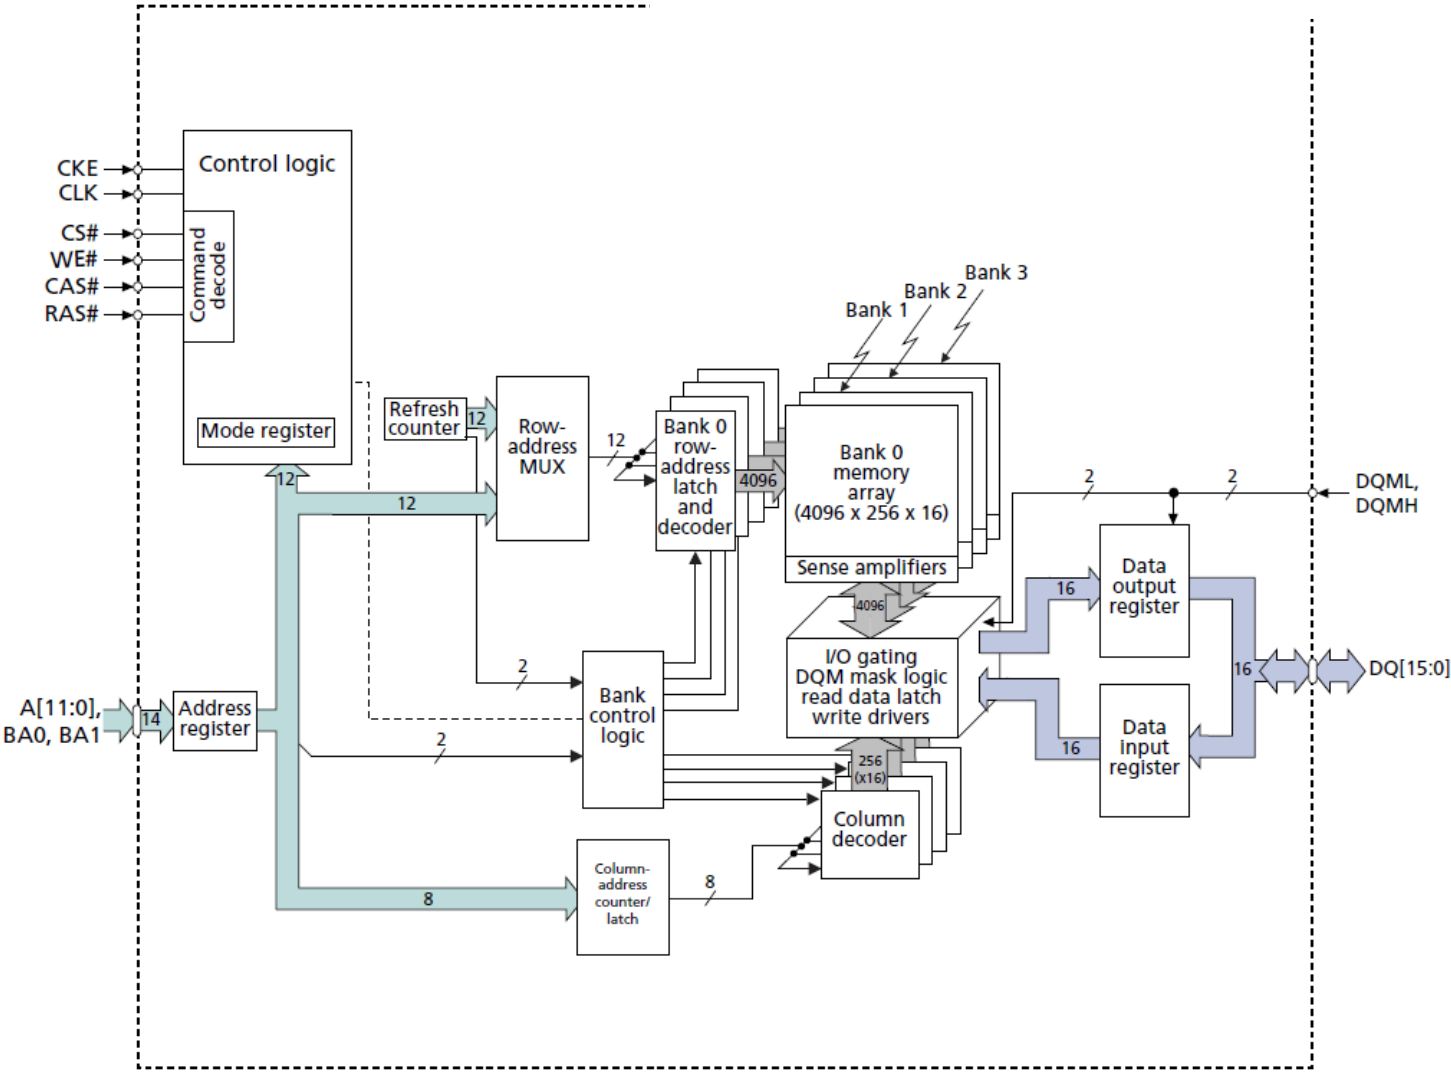 Control logic
CKE
CLK
CS#
WE#
CAS#
RAS#
Command
decode
Mode register
12
Refresh
counter
12
Row-
address
MUX
12
12
Bank 0
row-
address
latch
and
decoder
4096
Bank 1
Bank 2
Bank 3
Bank 0
memory
array
(4096 x 256 x 16)
Sense amplifiers
4096
I/O gating
DQM mask logic
read data latch
write drivers
2
2
DQML,
DQMH
Data
output
register
16
16
DQ[15:0]
Data
input
register
16
A[11:0],
BA0, BA1
14
Address
register
2
2
Bank
control
logic
256
(x16)
Column
decoder
8
Column-
address
counter/
latch
8